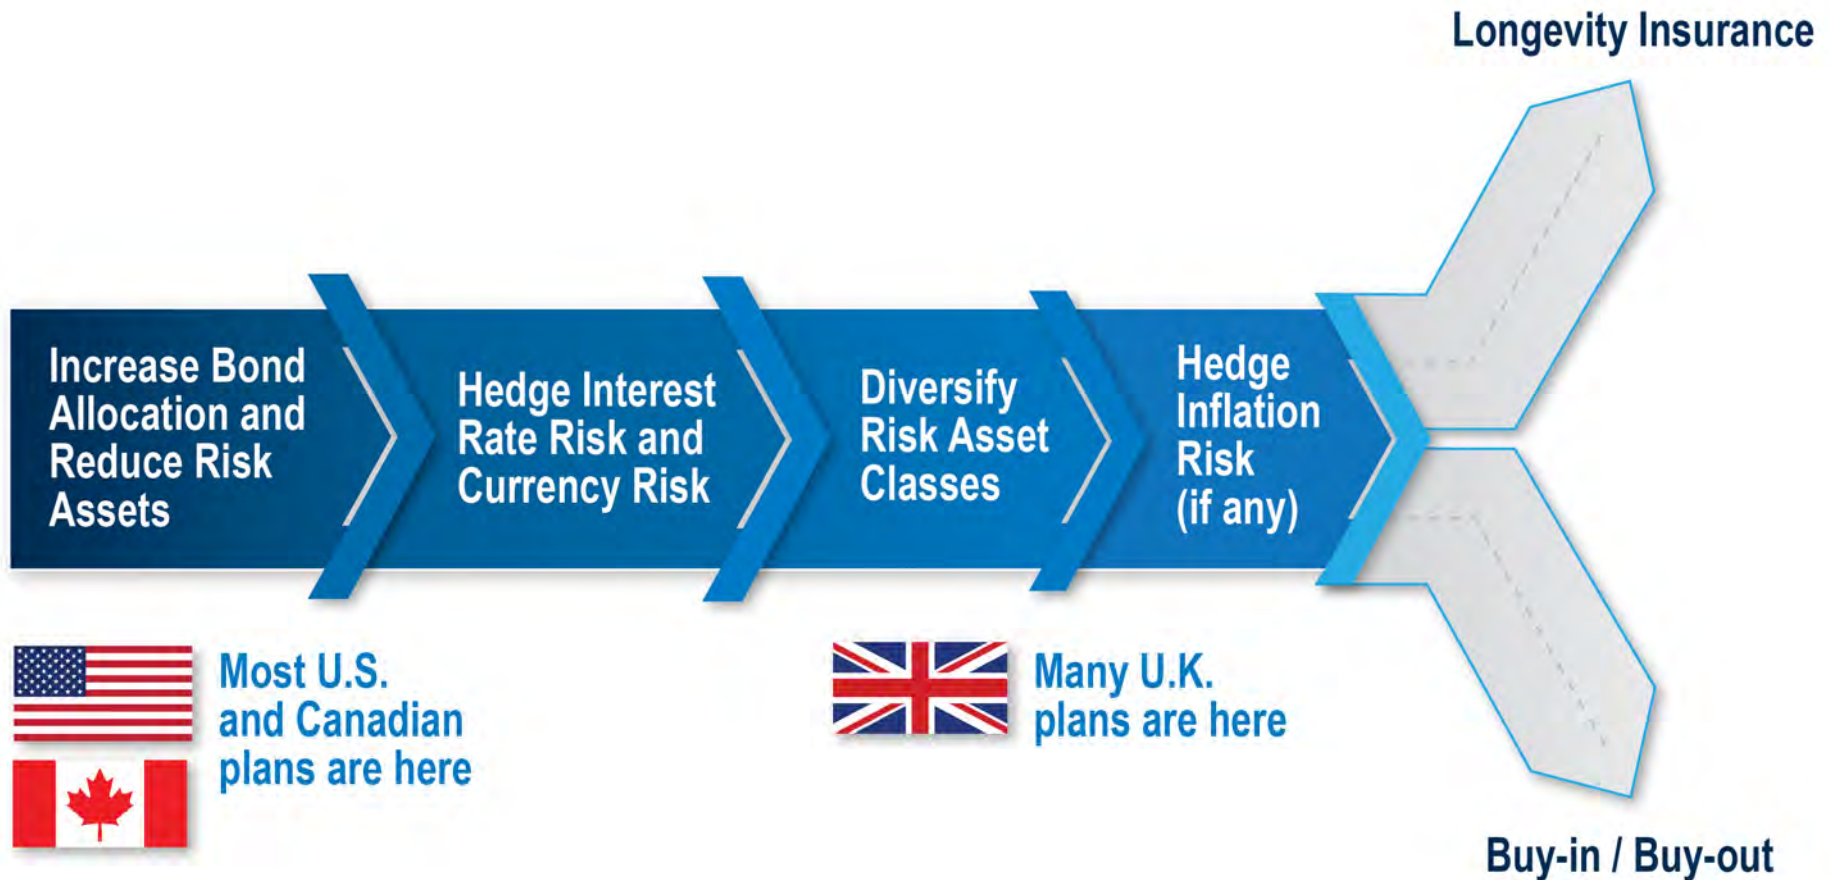 Longevity Insurance
Increase Bond
Allocation and
Reduce Risk
Assets
Hedge Interest
Rate Risk and
Currency Risk
Diversify
Risk Asset
Classes
Hedge
Inflation
Risk
(if any)
Most U.S.
and Canadian
plans are here
Many U.K.
plans are here
Buy-in / Buy-out